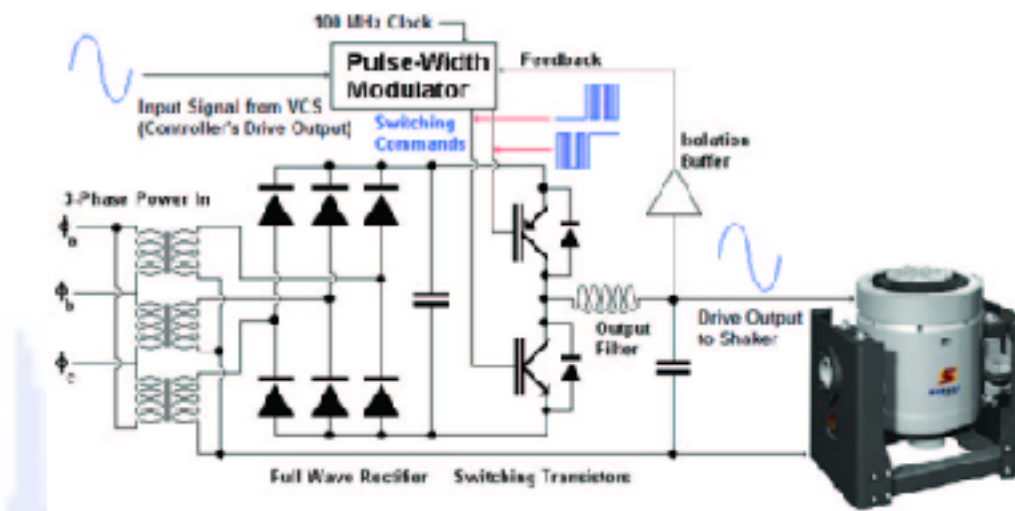 100 MHz Clock
Pulse-Width
Modulator
Feedback
Input Signal from VCS
(Controller's Drive Output)
Switching
Commands
Isolation
Buffer
3-Phase Power In
ϕa
ϕb
ϕc
Output
Filter
Drive Output
to Shaker
Full Wave Rectifier
Switching Transistors